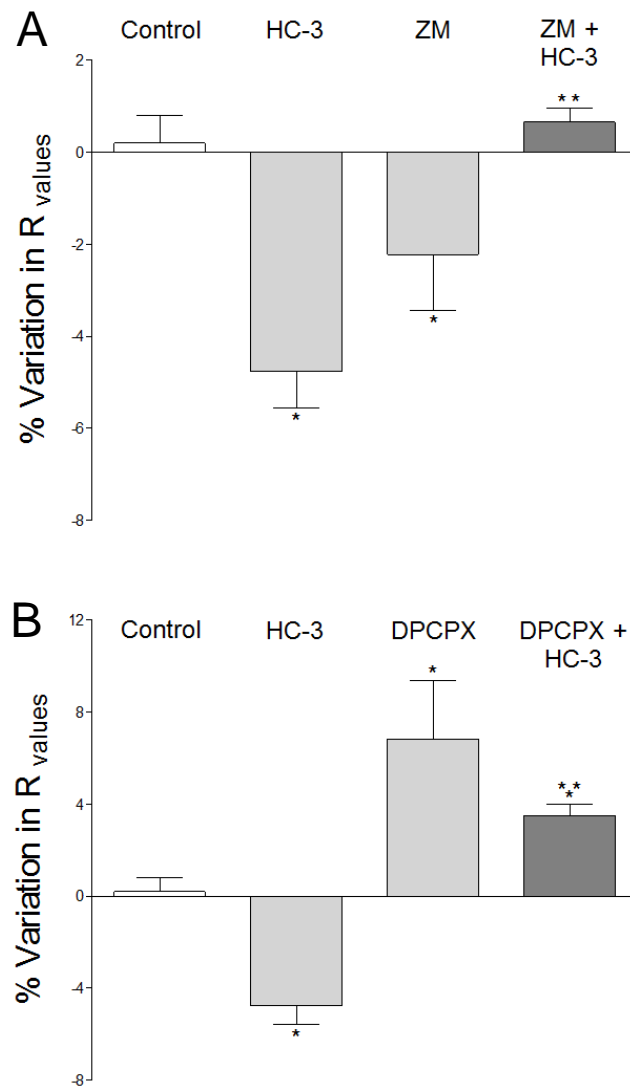 A
Control HC-3 ZM ZM +
HC-3
2
0
-2
-4
-6
-8
% Variation in R values
* * * *
B
Control HC-3 DPCPX DPCPX +
HC-3
12
8
4
0
-4
-8
% Variation in R values
* * * * *